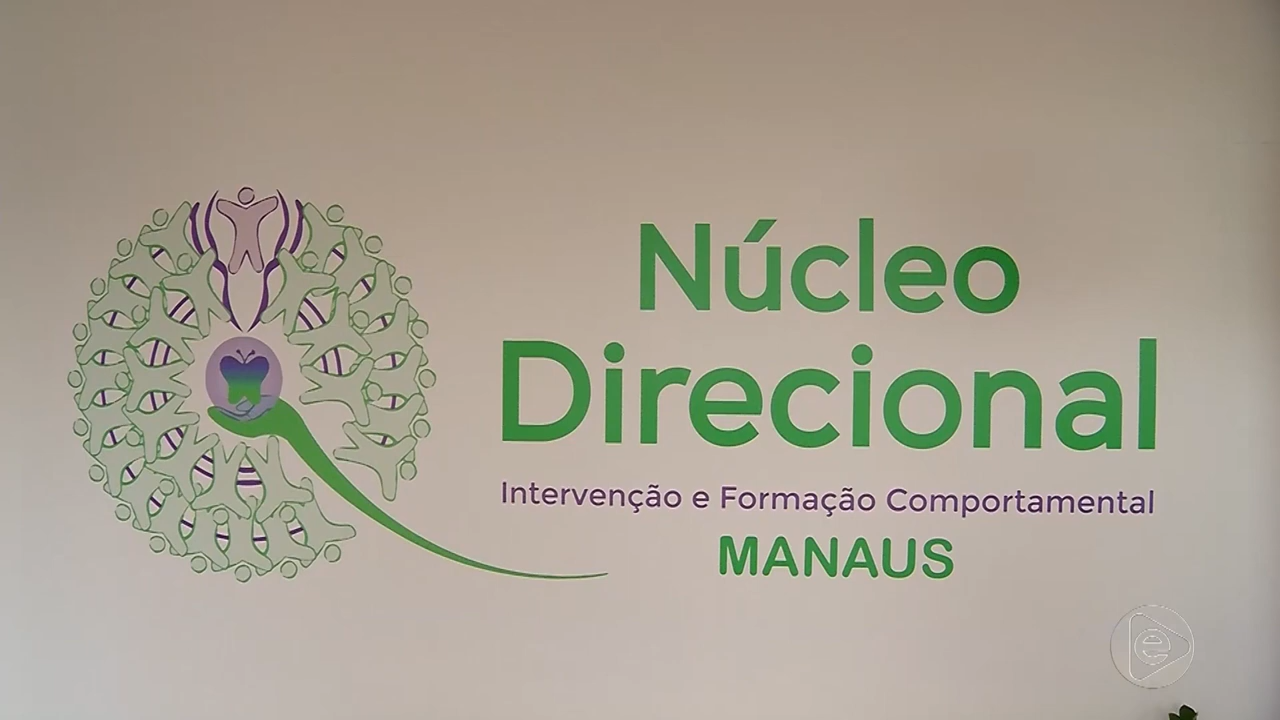 Núcleo
Direcional
Intervenção e Formação Comportamental
MANAUS
e